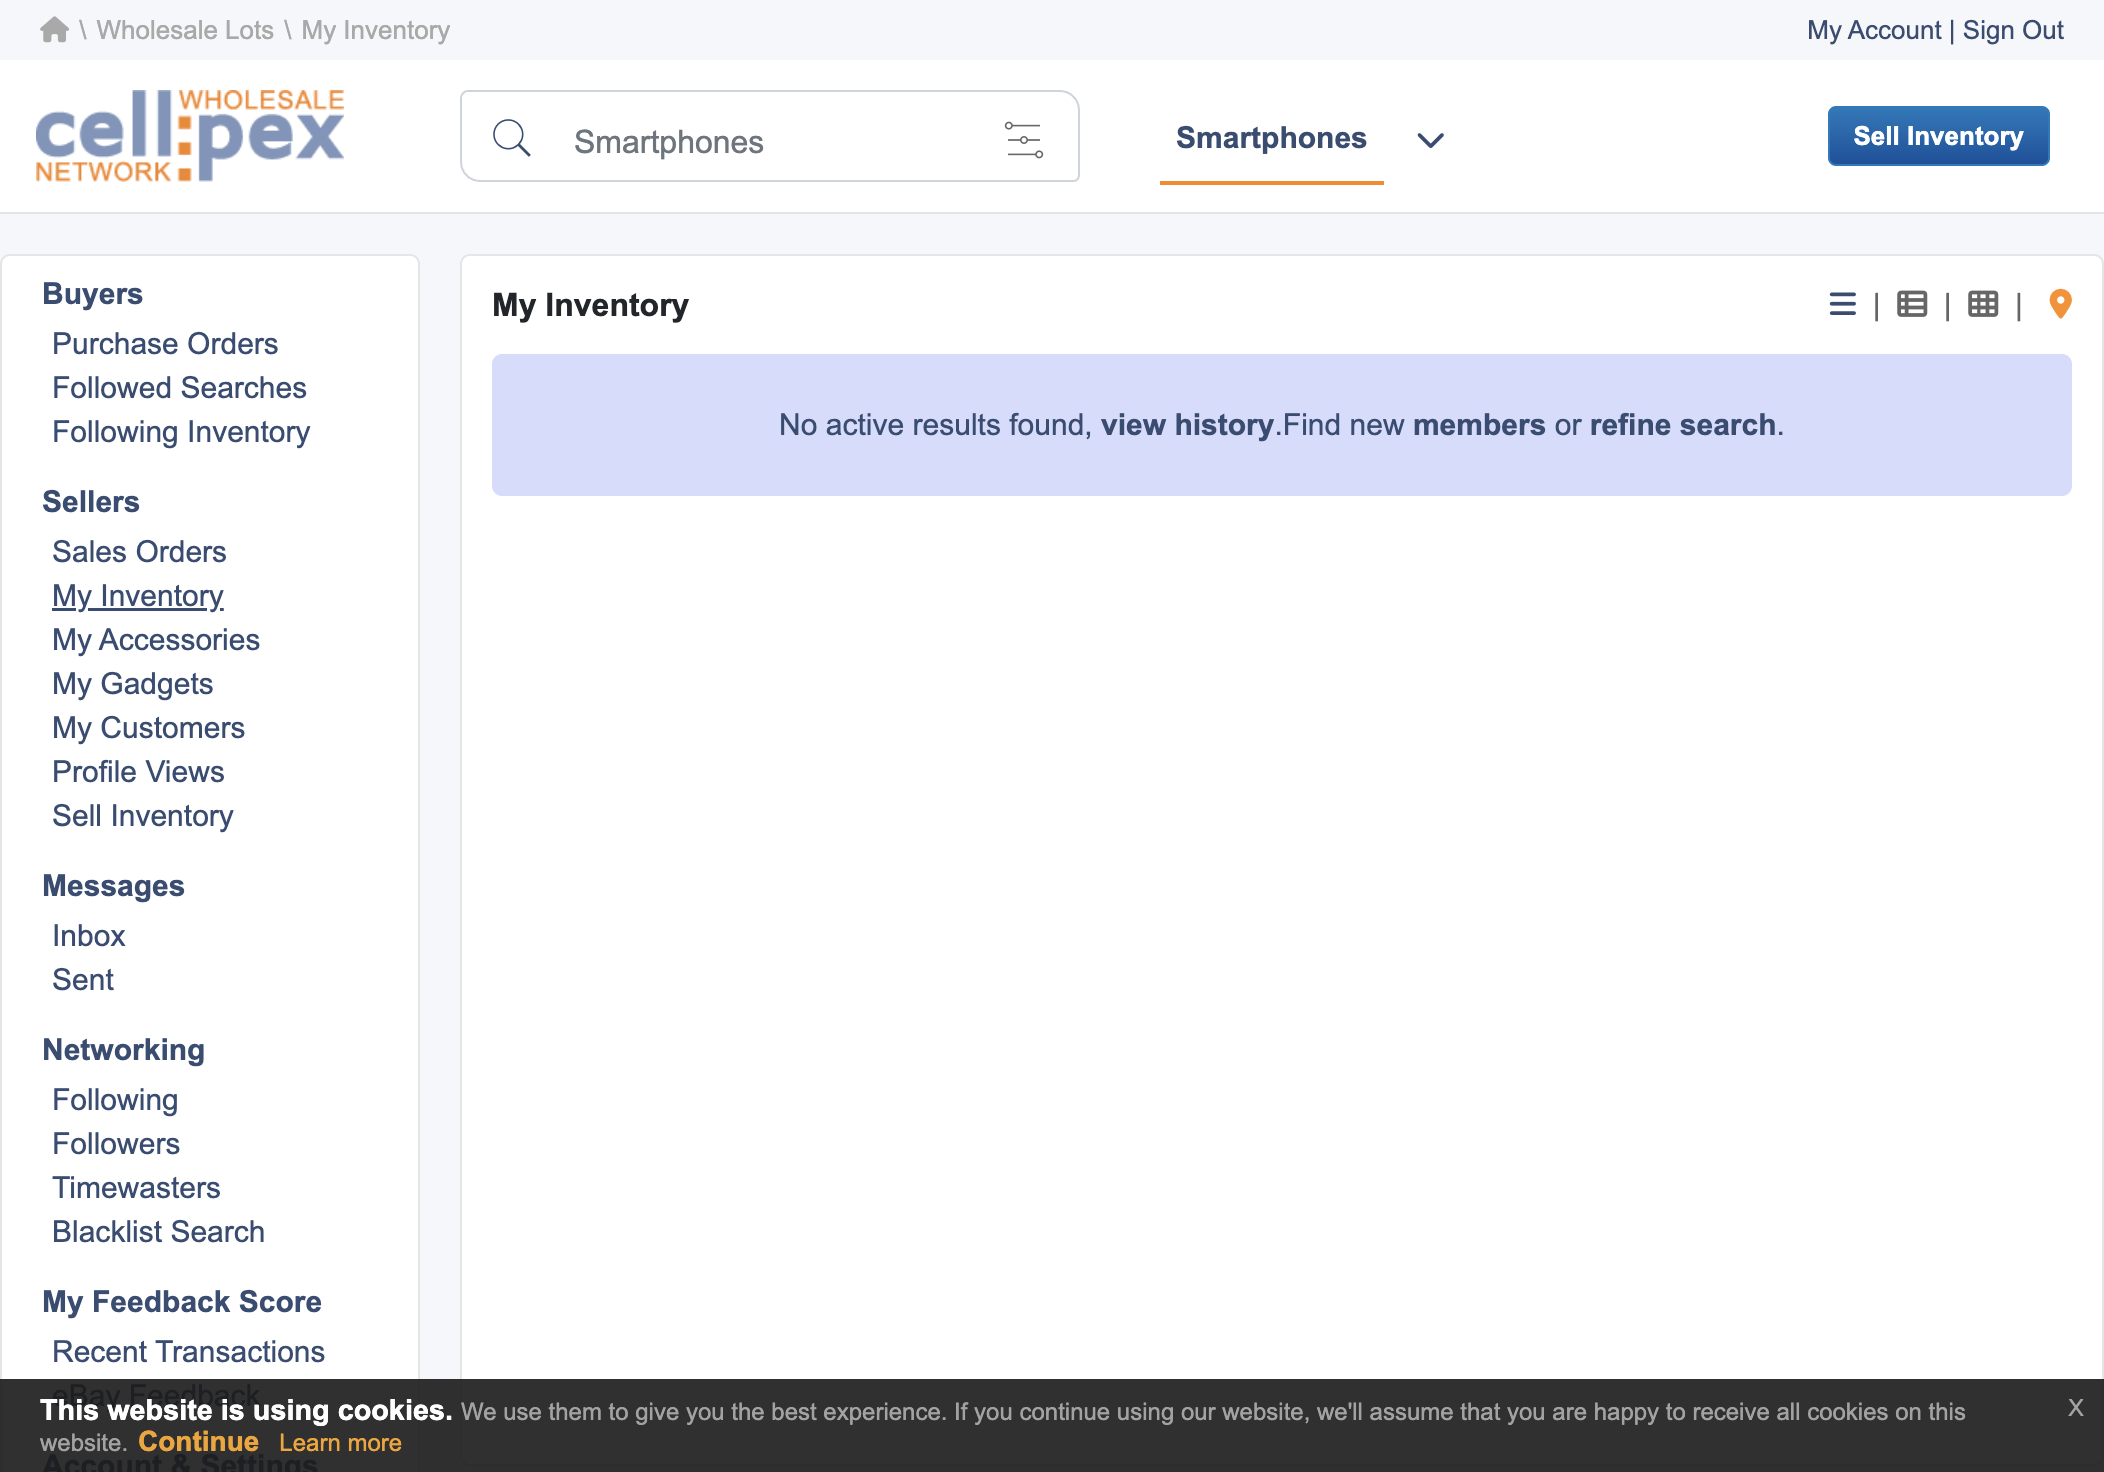 \ Wholesale Lots \ My Inventory
My Account | Sign Out
WHOLESALE
cell:pex
NETWORK
Smartphones
Smartphones
Sell Inventory
Buyers
Purchase Orders
Followed Searches
Following Inventory
Sellers
Sales Orders
My Inventory
My Accessories
My Gadgets
My Customers
Profile Views
Sell Inventory
Messages
Inbox
Sent
Networking
Following
Followers
Timewasters
Blacklist Search
My Feedback Score
Recent Transactions
eBay Feedback
Account & Settings
My Inventory
| | |
No active results found, view history.Find new members or refine search.
This website is using cookies. We use them to give you the best experience. If you continue using our website, we'll assume that you are happy to receive all cookies on this
website. Continue Learn more
X